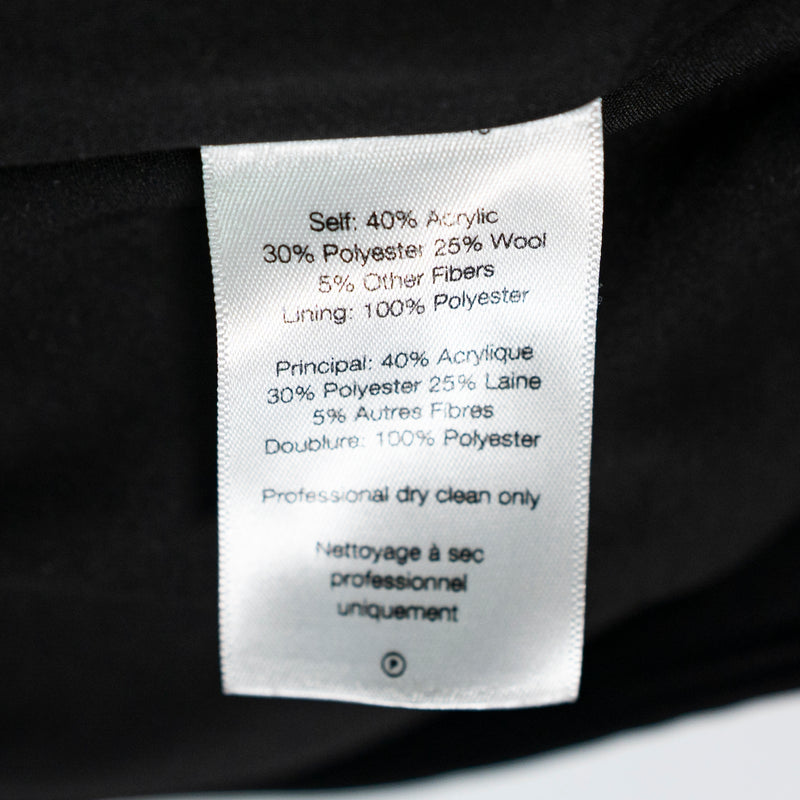 Self: 40% Acrylic
30% Polyester 25% Wool
5% Other Fibers
Lining: 100% Polyester
Principal: 40% Acrylique
30% Polyester 25% Laine
5% Autres Fibres
Doublure: 100% Polyester
Professional dry clean only
Nettoyage à sec
professionnel
uniquement
P